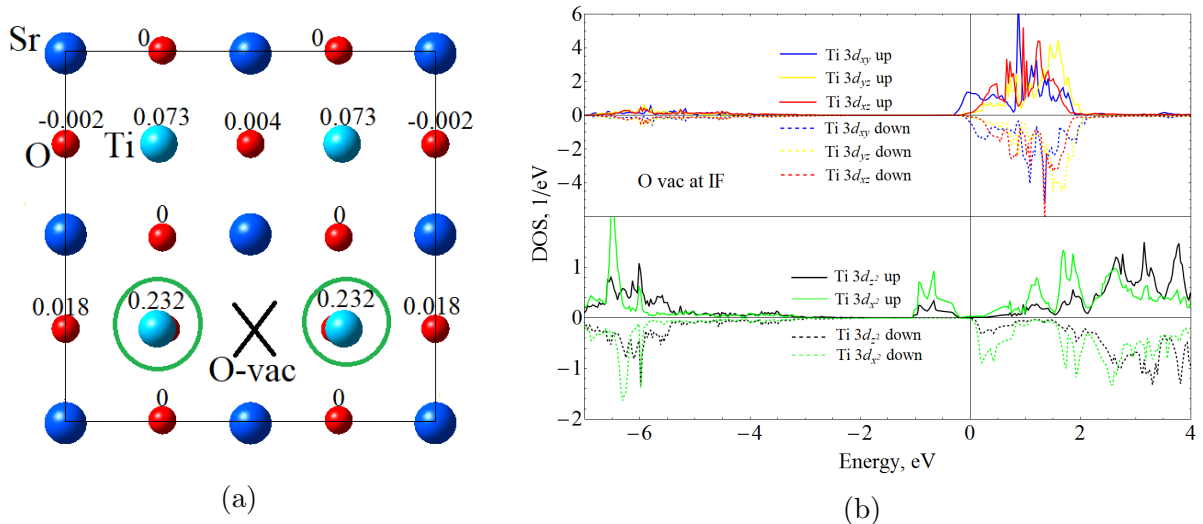 Sr 0 0
-0.002 0.073 0.004 0.073 -0.002
O Ti
0 0
0.018 0.232 0.232 0.018
O-vac
0 0
(a)
DOS, 1/eV
6
4
2
0
−2
−4
1
0
−1
−2
Ti 3d_xy up
Ti 3d_yz up
Ti 3d_xz up
Ti 3d_xy down
Ti 3d_yz down
Ti 3d_xz down
O vac at IF
Ti 3d_z² up
Ti 3d_x² up
Ti 3d_z² down
Ti 3d_x² down
−6 −4 −2 0 2 4
Energy, eV
(b)